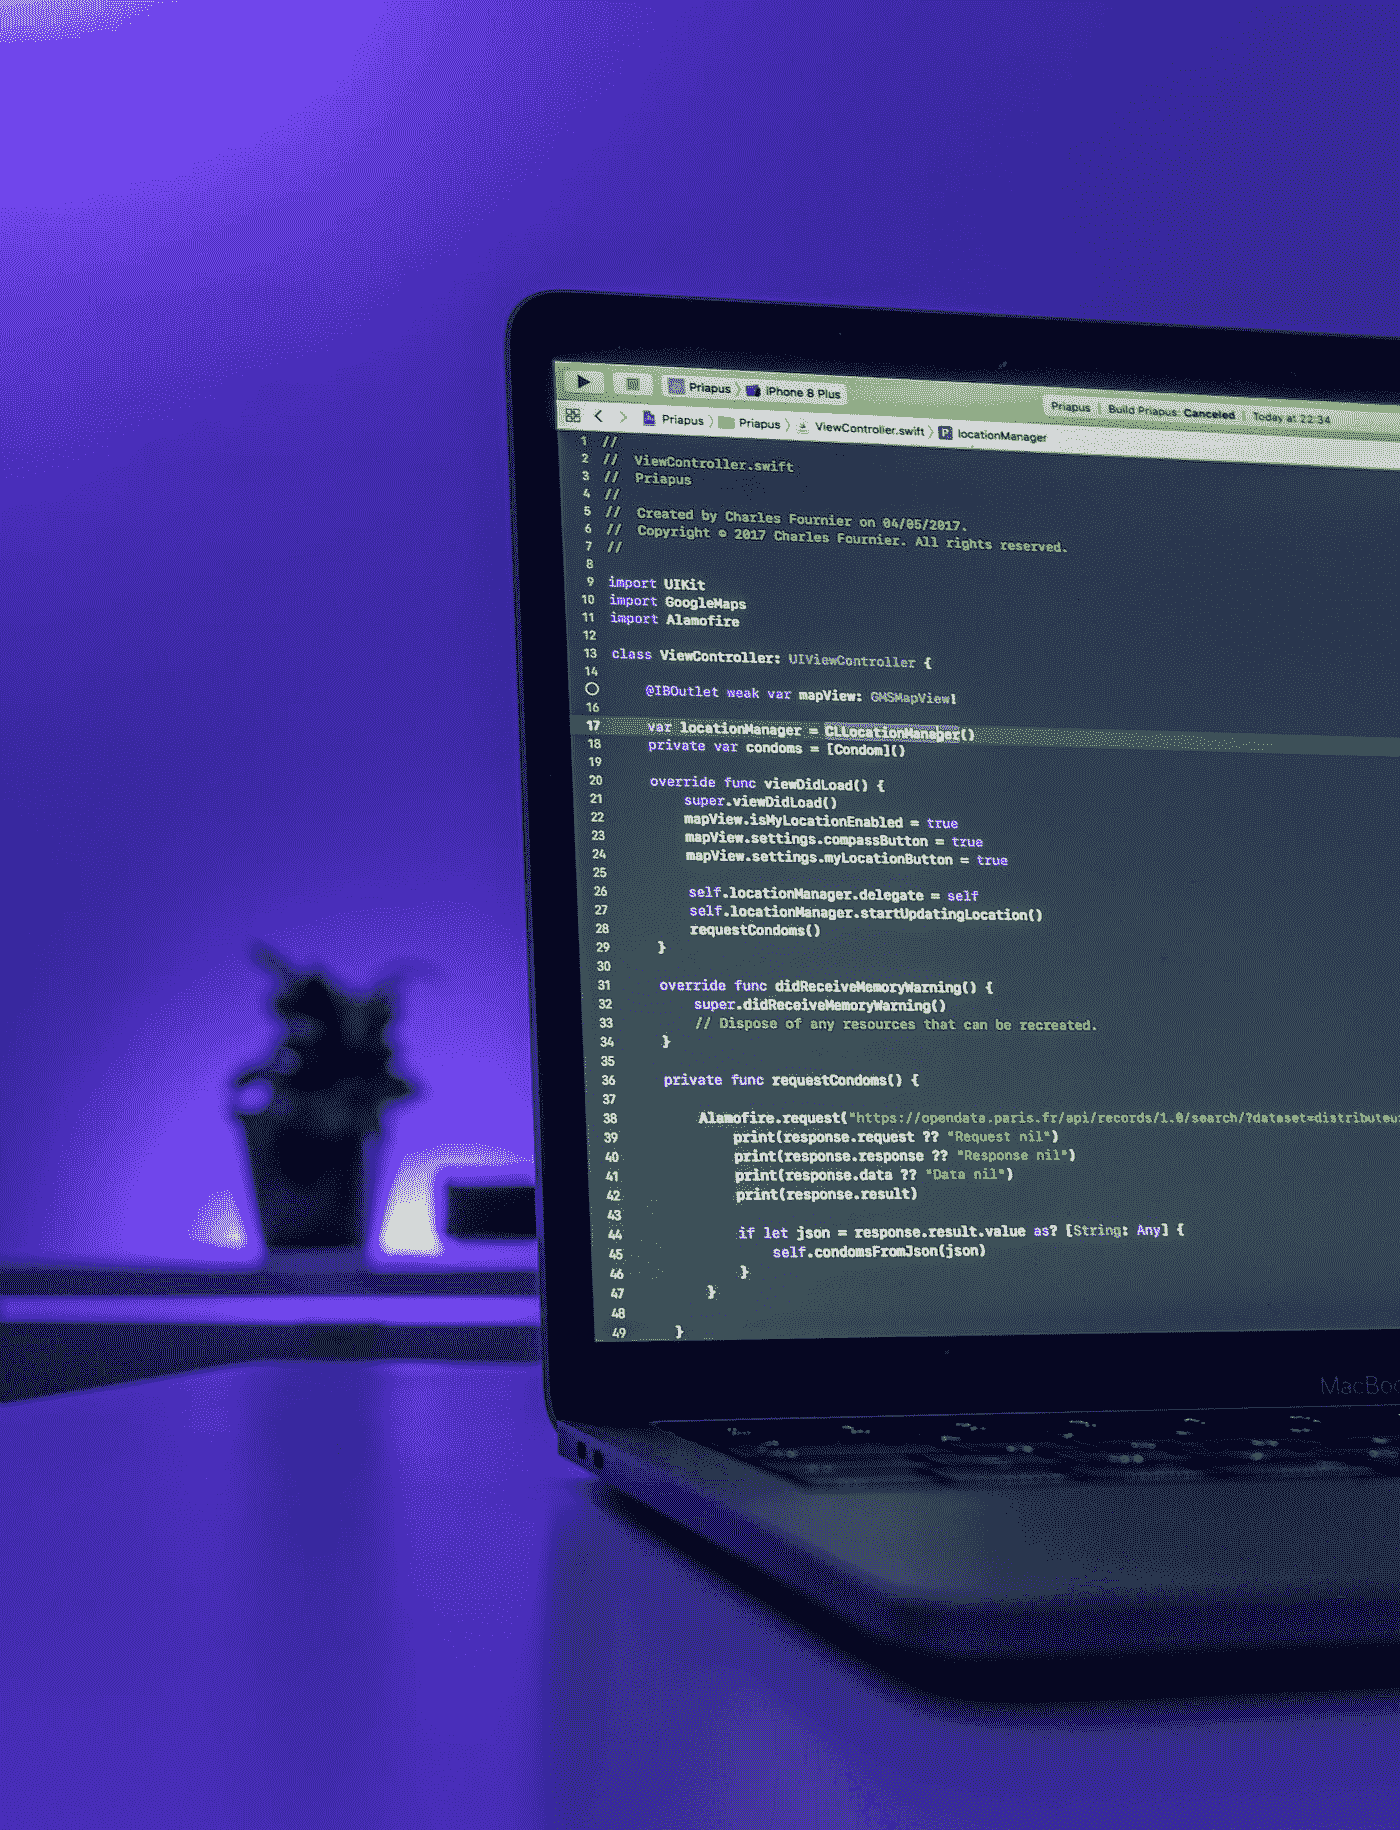 Priapus 〉 iPhone 8 Plus
Priapus | Build Priapus: Canceled | Today at 22:34
Priapus 〉 Priapus 〉 ViewController.swift 〉 P locationManager
1 //
2 // ViewController.swift
3 // Priapus
4 //
5 // Created by Charles Fournier on 04/05/2017.
6 // Copyright © 2017 Charles Fournier. All rights reserved.
7 //
8
9 import UIKit
10 import GoogleMaps
11 import Alamofire
12
13 class ViewController: UIViewController {
14
@IBOutlet weak var mapView: GMSMapView!
16
17 var locationManager = CLLocationManager()
18 private var condoms = [Condom]()
19
20 override func viewDidLoad() {
21 super.viewDidLoad()
22 mapView.isMyLocationEnabled = true
23 mapView.settings.compassButton = true
24 mapView.settings.myLocationButton = true
25
26 self.locationManager.delegate = self
27 self.locationManager.startUpdatingLocation()
28 requestCondoms()
29 }
30
31 override func didReceiveMemoryWarning() {
32 super.didReceiveMemoryWarning()
33 // Dispose of any resources that can be recreated.
34 }
35
36 private func requestCondoms() {
37
38 Alamofire.request("https://opendata.paris.fr/api/records/1.0/search/?dataset=distributeu
39 print(response.request ?? "Request nil")
40 print(response.response ?? "Response nil")
41 print(response.data ?? "Data nil")
42 print(response.result)
43
44 if let json = response.result.value as? [String: Any] {
45 self.condomsFromJson(json)
46 }
47 }
48
49 }
MacBoo